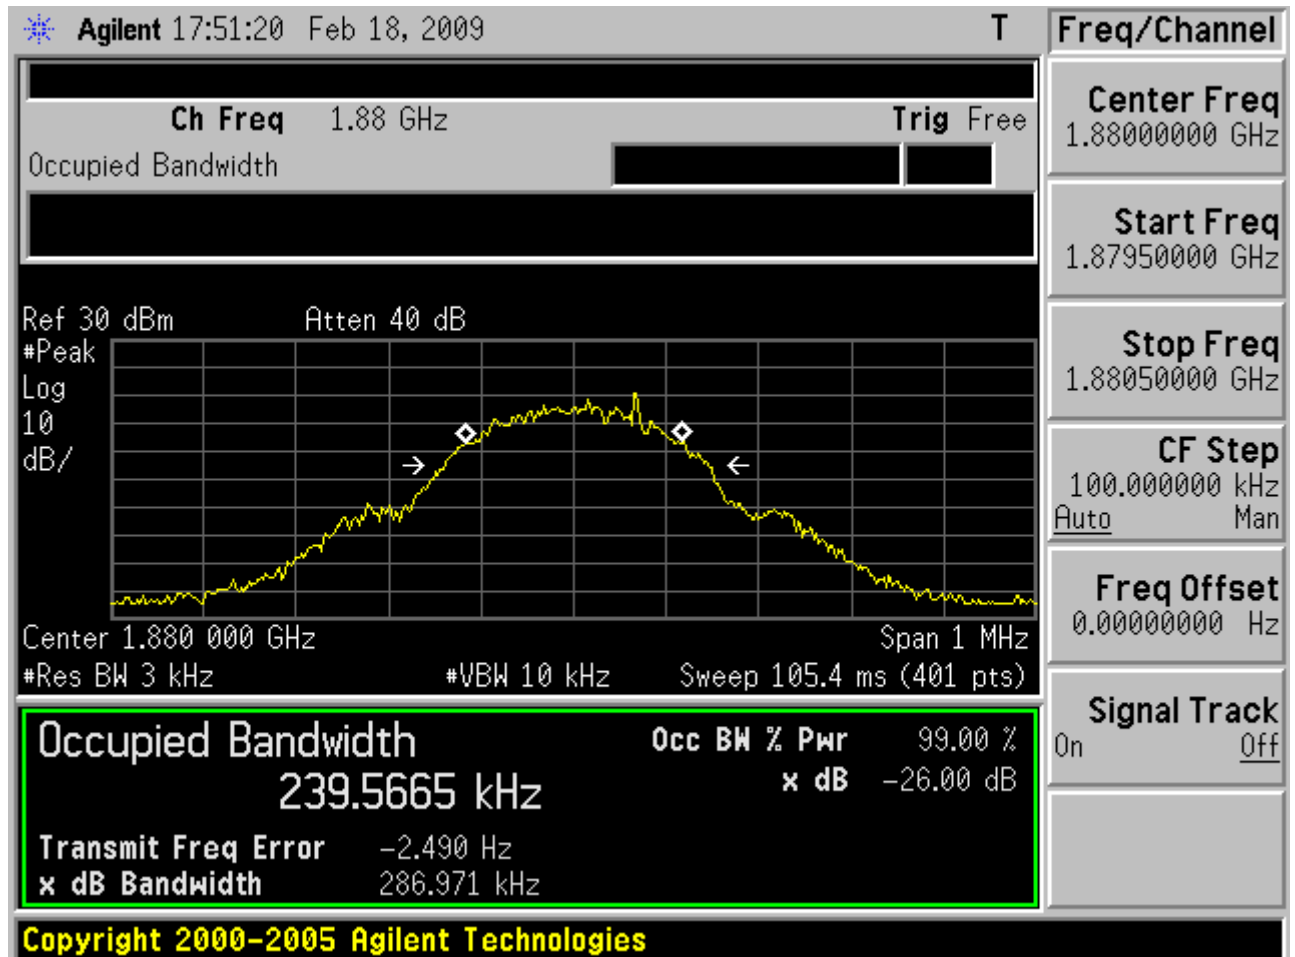 Agilent 17:51:20 Feb 18, 2009 T
Ch Freq 1.88 GHz Trig Free
Occupied Bandwidth
Ref 30 dBm Atten 40 dB
#Peak
Log
10
dB/
Center 1.880 000 GHz Span 1 MHz
#Res BW 3 kHz #VBW 10 kHz Sweep 105.4 ms (401 pts)
Occupied Bandwidth Occ BW % Pwr 99.00 %
239.5665 kHz x dB -26.00 dB
Transmit Freq Error -2.490 Hz
x dB Bandwidth 286.971 kHz
Copyright 2000-2005 Agilent Technologies
Freq/Channel
Center Freq
1.88000000 GHz
Start Freq
1.87950000 GHz
Stop Freq
1.88050000 GHz
CF Step
100.000000 kHz
Auto Man
Freq Offset
0.00000000 Hz
Signal Track
On Off